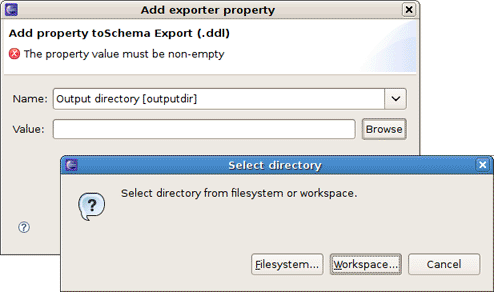 Add exporter property
Add property toSchema Export (.ddl)
The property value must be non-empty
Name: Output directory [outputdir]
Value: Browse
Select directory
Select directory from filesystem or workspace.
Filesystem... Workspace... Cancel